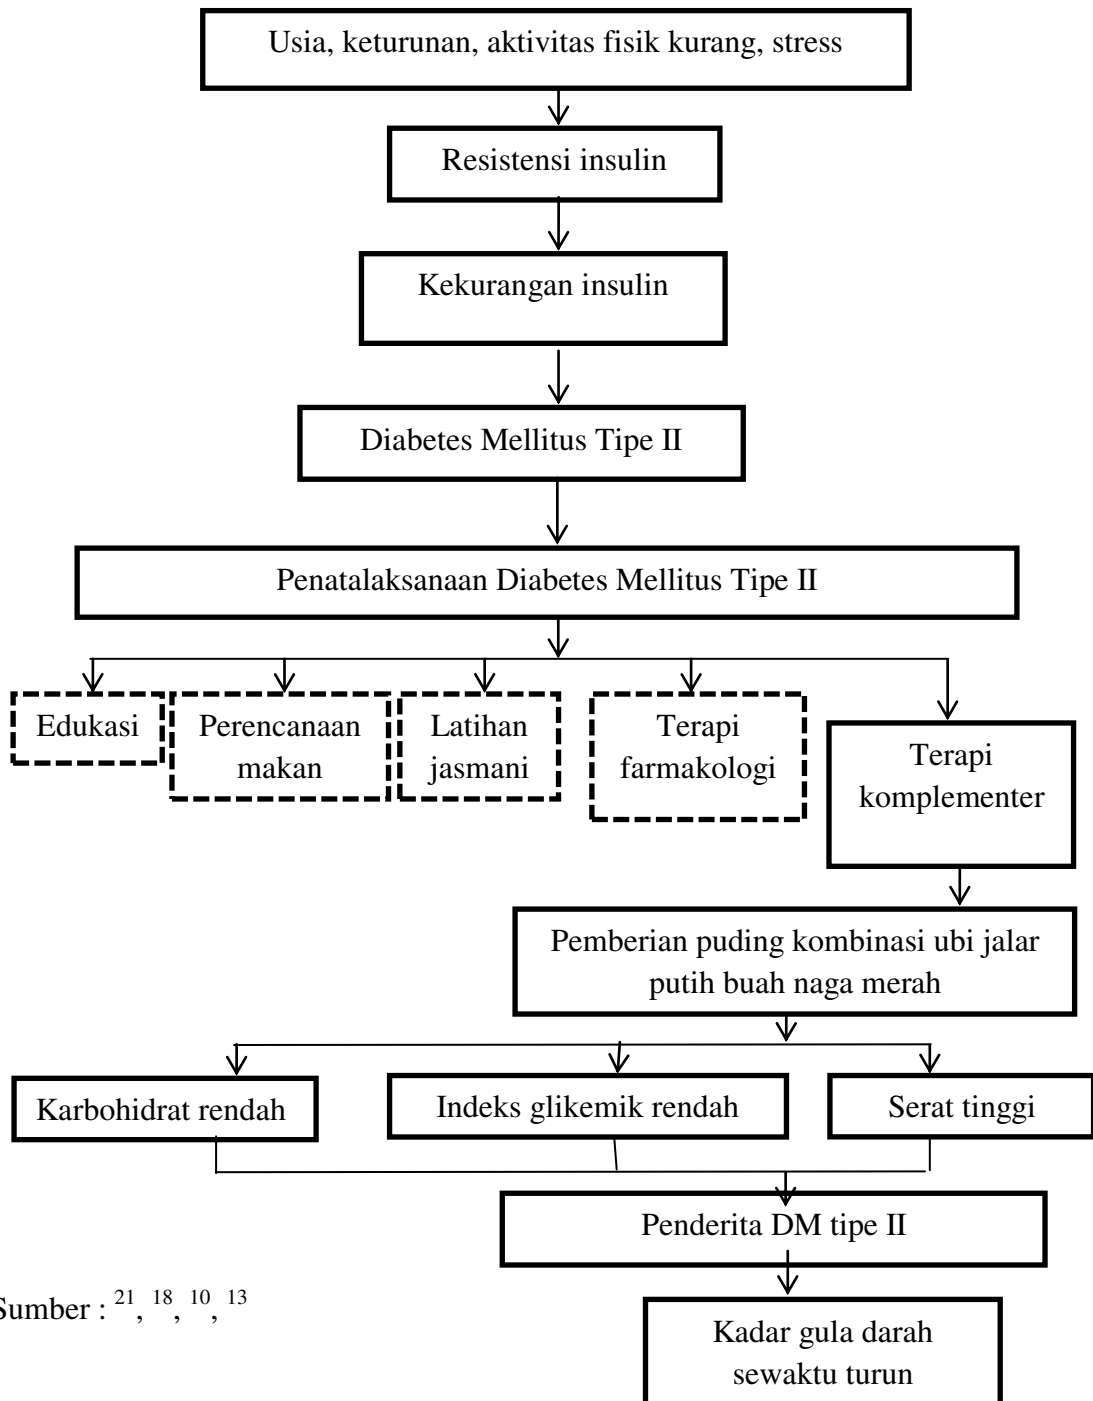 Usia, keturunan, aktivitas fisik kurang, stress
Resistensi insulin
Kekurangan insulin
Diabetes Mellitus Tipe II
Penatalaksanaan Diabetes Mellitus Tipe II
Edukasi
Perencanaan
makan
Latihan
jasmani
Terapi
farmakologi
Terapi
komplementer
Pemberian puding kombinasi ubi jalar
putih buah naga merah
Karbohidrat rendah
Indeks glikemik rendah
Serat tinggi
Penderita DM tipe II
Sumber : 21, 18, 10, 13
Kadar gula darah
sewaktu turun